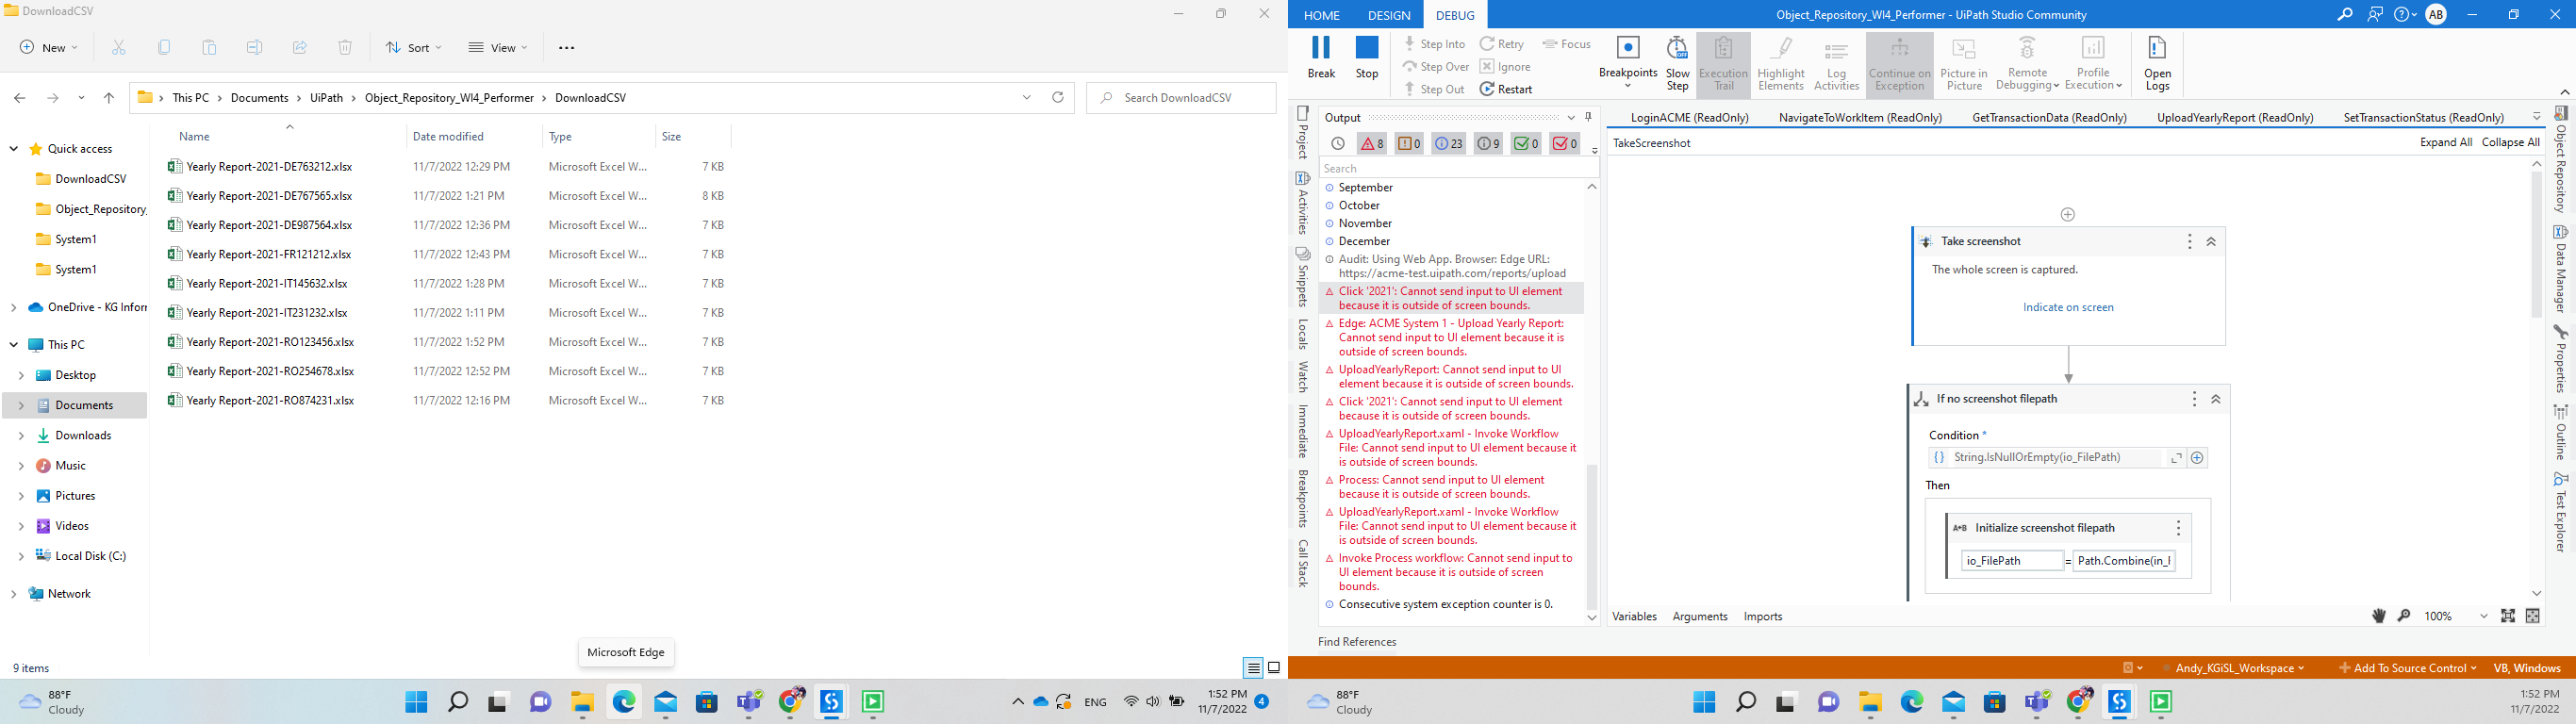 DownloadCSV
New
Sort
View
This PC > Documents > UiPath > Object_Repository_WI4_Performer > DownloadCSV
Search DownloadCSV
Name Date modified Type Size
Quick access
DownloadCSV
Object_Repository_
System1
System1
OneDrive - KG Inforr
This PC
Desktop
Documents
Downloads
Music
Pictures
Videos
Local Disk (C:)
Network
Yearly Report-2021-DE763212.xlsx 11/7/2022 12:29 PM Microsoft Excel W... 7 KB
Yearly Report-2021-DE767565.xlsx 11/7/2022 1:21 PM Microsoft Excel W... 8 KB
Yearly Report-2021-DE987564.xlsx 11/7/2022 12:36 PM Microsoft Excel W... 7 KB
Yearly Report-2021-FR121212.xlsx 11/7/2022 12:43 PM Microsoft Excel W... 7 KB
Yearly Report-2021-IT145632.xlsx 11/7/2022 1:28 PM Microsoft Excel W... 7 KB
Yearly Report-2021-IT231232.xlsx 11/7/2022 1:11 PM Microsoft Excel W... 7 KB
Yearly Report-2021-RO123456.xlsx 11/7/2022 1:52 PM Microsoft Excel W... 7 KB
Yearly Report-2021-RO254678.xlsx 11/7/2022 12:52 PM Microsoft Excel W... 7 KB
Yearly Report-2021-RO874231.xlsx 11/7/2022 12:16 PM Microsoft Excel W... 7 KB
Microsoft Edge
9 items
88°F
Cloudy
ENG
1:52 PM
11/7/2022
4
HOME DESIGN DEBUG
Object_Repository_WI4_Performer - UiPath Studio Community
AB
Break
Stop
Step Into
Step Over
Step Out
Retry
Ignore
Restart
Focus
Breakpoints
Slow
Step
OFF
Execution
Trail
Highlight
Elements
Log
Activities
Continue on
Exception
Picture in
Picture
Remote
Debugging
Profile
Execution
Open
Logs
Project
Activities
Snippets
Locals
Watch
Immediate
Breakpoints
Call Stack
Output
8 0 23 9 0 0
Search
September
October
November
December
Audit: Using Web App. Browser: Edge URL:
https://acme-test.uipath.com/reports/upload
Click '2021': Cannot send input to UI element
because it is outside of screen bounds.
Edge: ACME System 1 - Upload Yearly Report:
Cannot send input to UI element because it is
outside of screen bounds.
UploadYearlyReport: Cannot send input to UI
element because it is outside of screen bounds.
Click '2021': Cannot send input to UI element
because it is outside of screen bounds.
UploadYearlyReport.xaml - Invoke Workflow
File: Cannot send input to UI element because it
is outside of screen bounds.
Process: Cannot send input to UI element
because it is outside of screen bounds.
UploadYearlyReport.xaml - Invoke Workflow
File: Cannot send input to UI element because it
is outside of screen bounds.
Invoke Process workflow: Cannot send input to
UI element because it is outside of screen
bounds.
Consecutive system exception counter is 0.
Find References
LoginACME (ReadOnly) NavigateToWorkItem (ReadOnly) GetTransactionData (ReadOnly) UploadYearlyReport (ReadOnly) SetTransactionStatus (ReadOnly)
TakeScreenshot
Expand All Collapse All
Take screenshot
The whole screen is captured.
Indicate on screen
If no screenshot filepath
Condition *
String.IsNullOrEmpty(io_FilePath)
Then
A+B Initialize screenshot filepath
io_FilePath = Path.Combine(in_F
Variables Arguments Imports
100%
Object Repository
Data Manager
Properties
Outline
Test Explorer
Andy_KGiSL_Workspace
Add To Source Control
VB, Windows
88°F
Cloudy
1:52 PM
11/7/2022